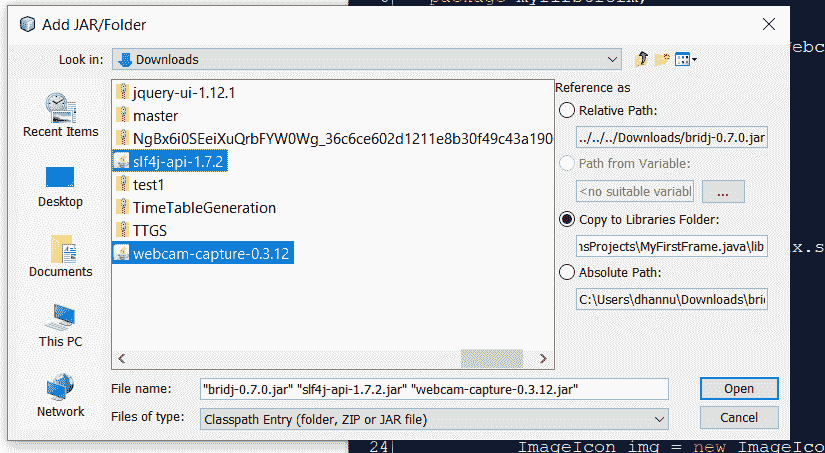 Add JAR/Folder
Look in: Downloads
jquery-ui-1.12.1
master
NgBx6i0SEeiXuQrbFYW0Wg_36c6ce602d1211e8b30f49c43a190
slf4j-api-1.7.2
test1
TimeTableGeneration
TTGS
webcam-capture-0.3.12
Recent Items
Desktop
Documents
This PC
Network
Reference as
Relative Path:
../../../Downloads/bridj-0.7.0.jar
Path from Variable:
<no suitable variabl
...
Copy to Libraries Folder:
nsProjects\MyFirstFrame.java\lib
Absolute Path:
C:\Users\dhannu\Downloads\brid
File name: "bridj-0.7.0.jar" "slf4j-api-1.7.2.jar" "webcam-capture-0.3.12.jar"
Open
Files of type: Classpath Entry (folder, ZIP or JAR file)
Cancel
Webc
x.s
24 ImageIcon img = new ImageIco